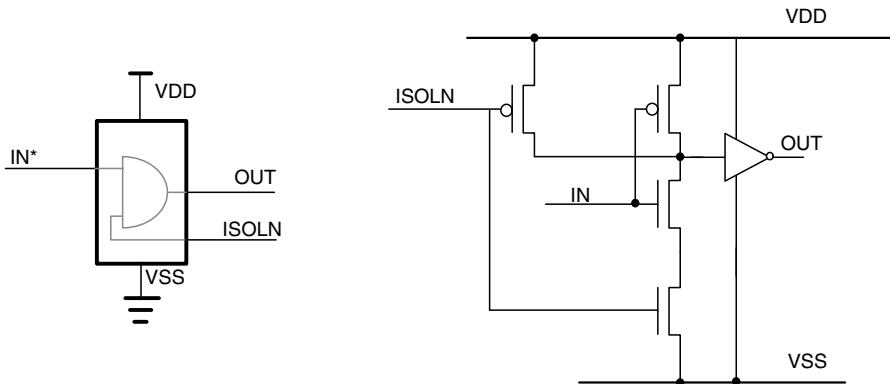 VDD
IN*
OUT
ISOLN
VSS
VDD
ISOLN
OUT
IN
VSS